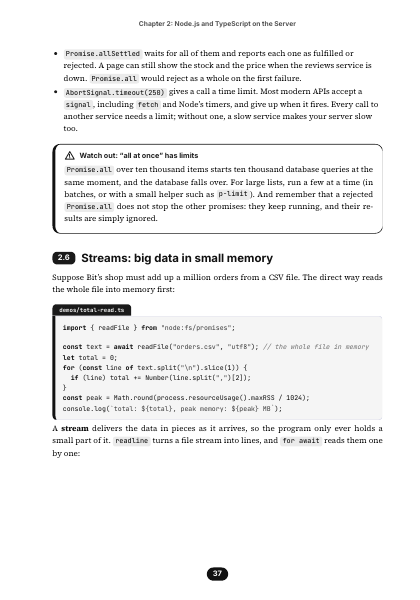 Chapter 2: Node.js and TypeScript on the Server
• Promise.allSettled waits for all of them and reports each one as fulfilled or
rejected. A page can still show the stock and the price when the reviews service is
down. Promise.all would reject as a whole on the first failure.
• AbortSignal.timeout(250) gives a call a time limit. Most modern APIs accept a
signal, including fetch and Node's timers, and give up when it fires. Every call to
another service needs a limit; without one, a slow service makes your server slow
too.
Watch out: “all at once” has limits
Promise.all over ten thousand items starts ten thousand database queries at the
same moment, and the database falls over. For large lists, run a few at a time (in
batches, or with a small helper such as p-limit). And remember that a rejected
Promise.all does not stop the other promises: they keep running, and their re-
sults are simply ignored.
2.6 Streams: big data in small memory
Suppose Bit's shop must add up a million orders from a CSV file. The direct way reads
the whole file into memory first:
demos/total-read.ts
import { readFile } from "node:fs/promises";
const text = await readFile("orders.csv", "utf8"); // the whole file in memory
let total = 0;
for (const line of text.split("\n").slice(1)) {
  if (line) total += Number(line.split(",")[2]);
}
const peak = Math.round(process.resourceUsage().maxRSS / 1024);
console.log(`total: ${total}, peak memory: ${peak} MB`);
A stream delivers the data in pieces as it arrives, so the program only ever holds a
small part of it. readline turns a file stream into lines, and for await reads them one
by one:
37